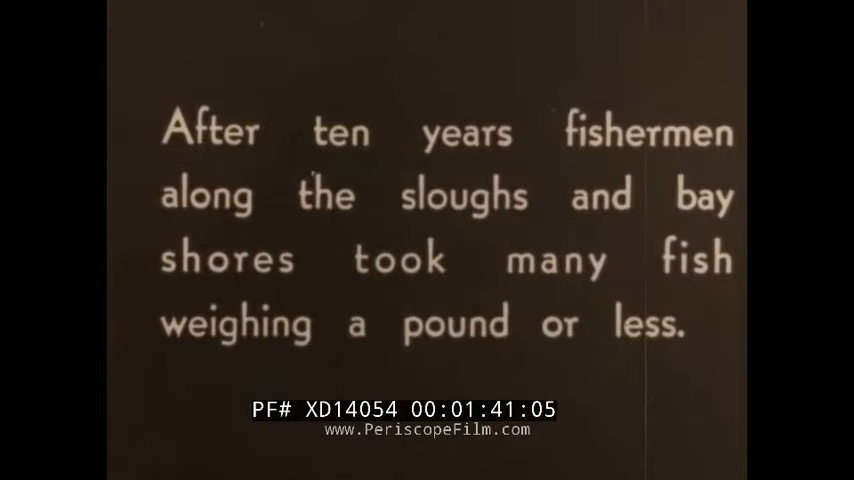 After ten years fishermen
along the sloughs and bay
shores took many fish
weighing a pound or less.
PF# XD14054 00:01:41:05
www.PeriscopeFilm.com